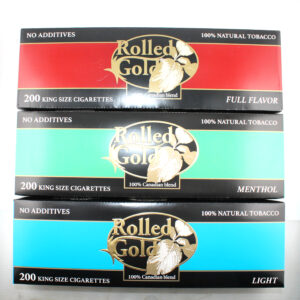 NO ADDITIVES 100% NATURAL TOBACCO
Rolled
Gold
100% Canadian blend
200 KING SIZE CIGARETTES FULL FLAVOR
NO ADDITIVES 100% NATURAL TOBACCO
Rolled
Gold
100% Canadian blend
200 KING SIZE CIGARETTES MENTHOL
NO ADDITIVES 100% NATURAL TOBACCO
Rolled
Gold
100% Canadian blend
200 KING SIZE CIGARETTES LIGHT